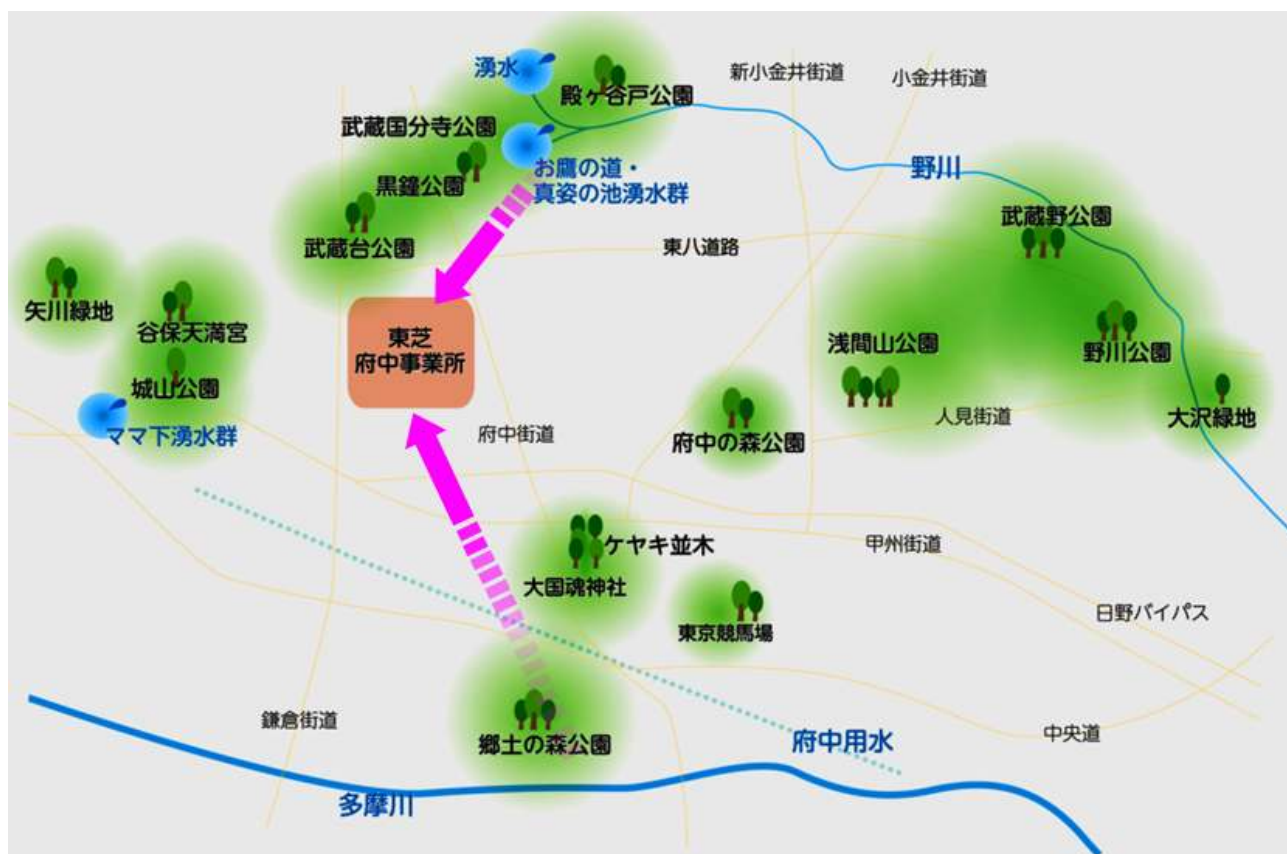 湧水
殿ヶ谷戸公園
新小金井街道
小金井街道
武蔵国分寺公園
お鷹の道・
真姿の池湧水群
野川
黒鐘公園
武蔵台公園
武蔵野公園
東八道路
矢川緑地
谷保天満宮
東芝
府中事業所
浅間山公園
野川公園
城山公園
ママ下湧水群
府中街道
府中の森公園
人見街道
大沢緑地
ケヤキ並木
甲州街道
大国魂神社
東京競馬場
日野バイパス
鎌倉街道
郷土の森公園
府中用水
中央道
多摩川